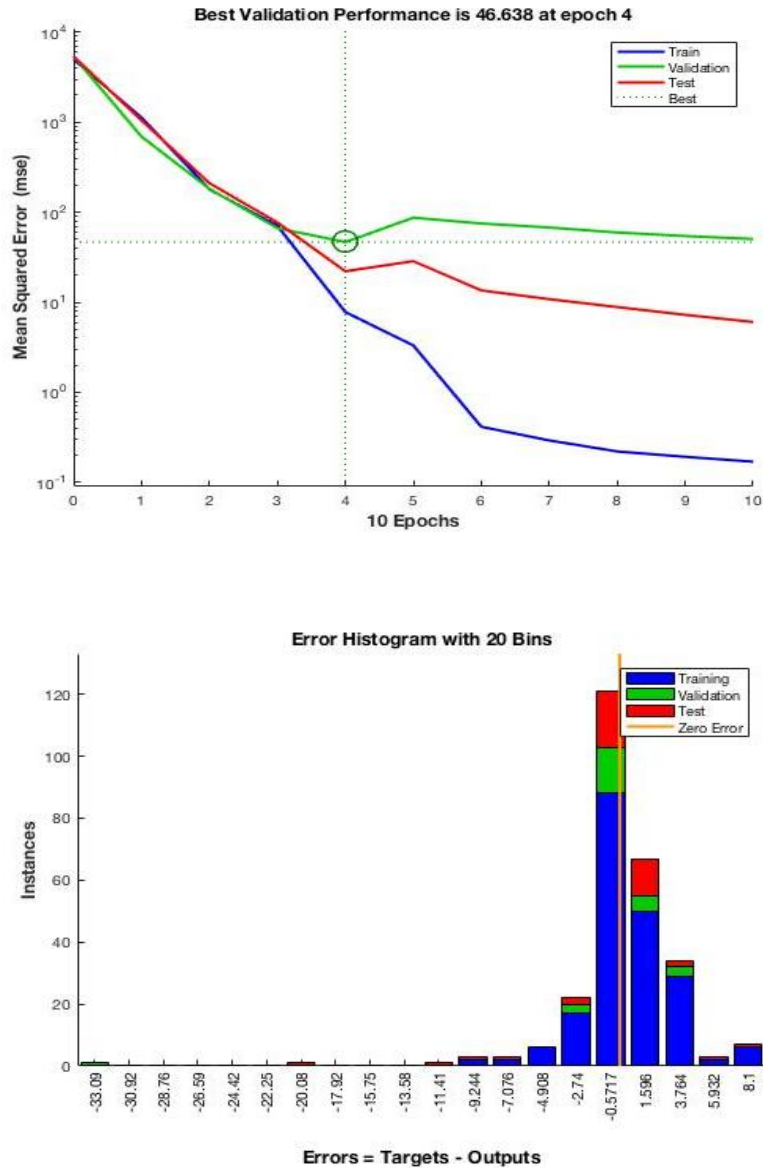 Best Validation Performance is 46.638 at epoch 4
Train
Validation
Test
Best
Mean Squared Error (mse)
10^4
10^3
10^2
10^1
10^0
10^-1
0 1 2 3 4 5 6 7 8 9 10
10 Epochs
Error Histogram with 20 Bins
Training
Validation
Test
Zero Error
Instances
120
100
80
60
40
20
0
-33.09 -30.92 -28.76 -26.59 -24.42 -22.25 -20.08 -17.92 -15.75 -13.58 -11.41 -9.244 -7.076 -4.908 -2.74 -0.5717 1.596 3.764 5.932 8.1
Errors = Targets - Outputs